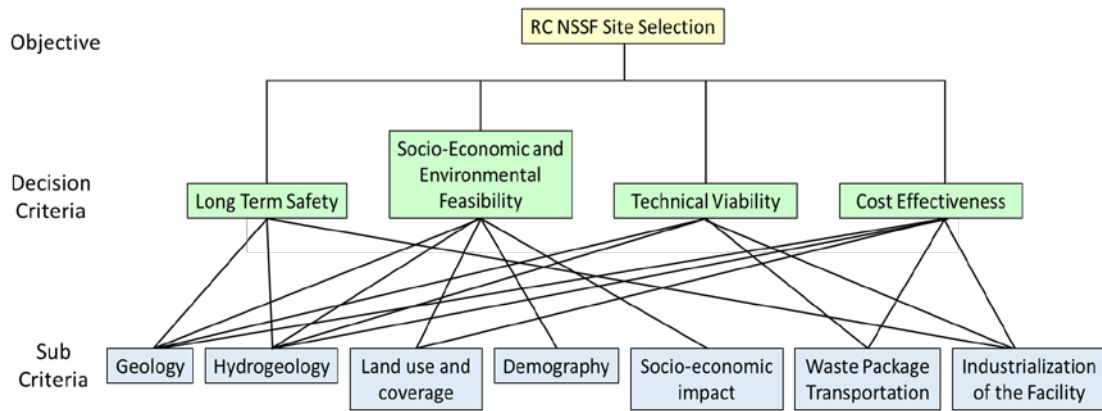 RC NSSF Site Selection
Objective
Decision
Criteria
Long Term Safety
Socio-Economic and
Environmental
Feasibility
Technical Viability
Cost Effectiveness
Sub
Criteria
Geology
Hydrogeology
Land use and
coverage
Demography
Socio-economic
impact
Waste Package
Transportation
Industrialization
of the Facility